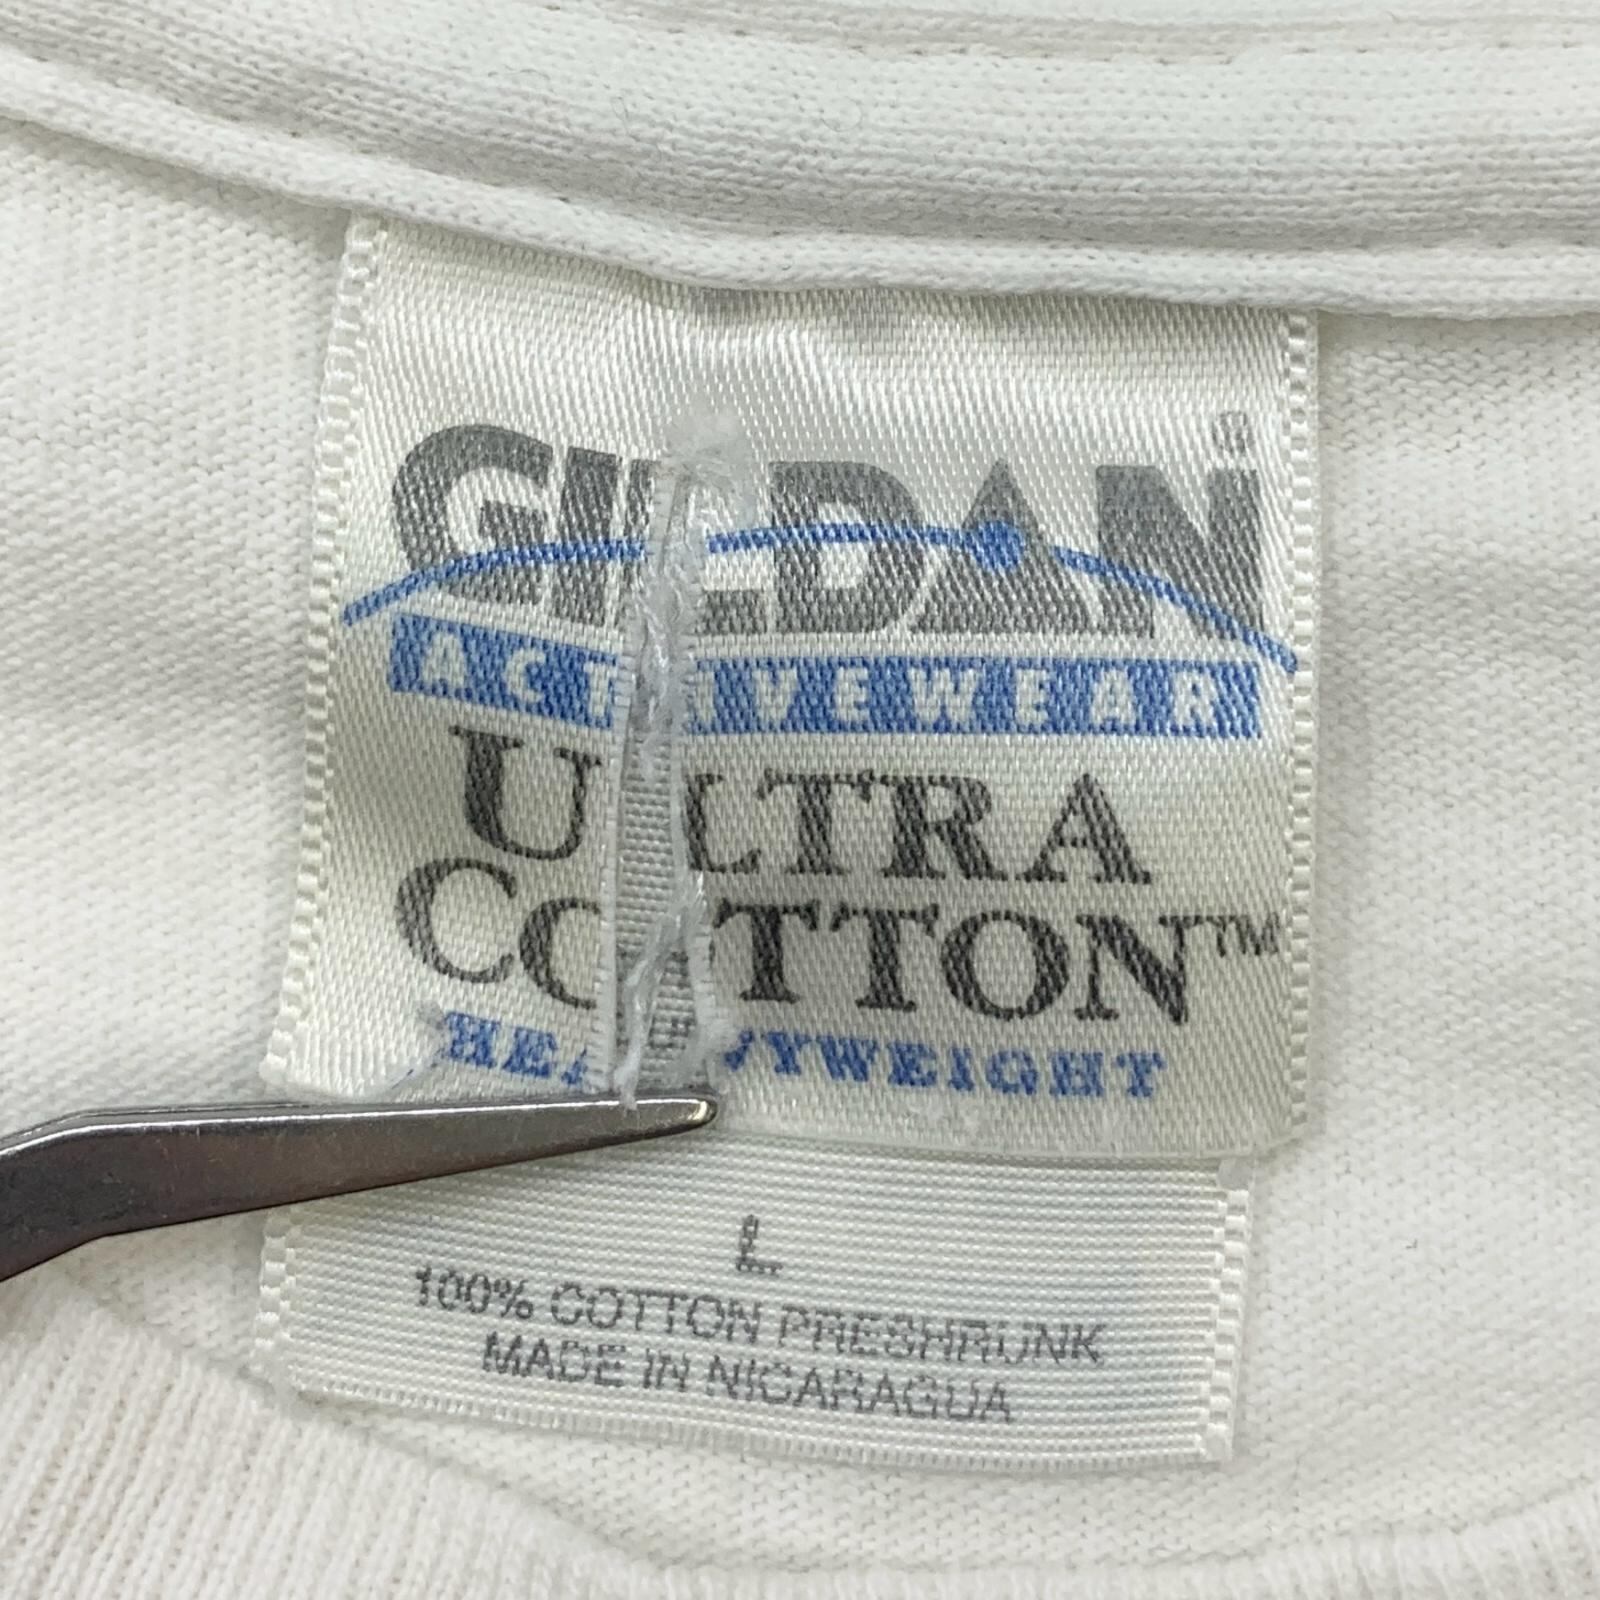 GILDAN®
ACTIVEWEAR
ULTRA
COTTON™
HEAVYWEIGHT
L
100% COTTON PRESHRUNK
MADE IN NICARAGUA